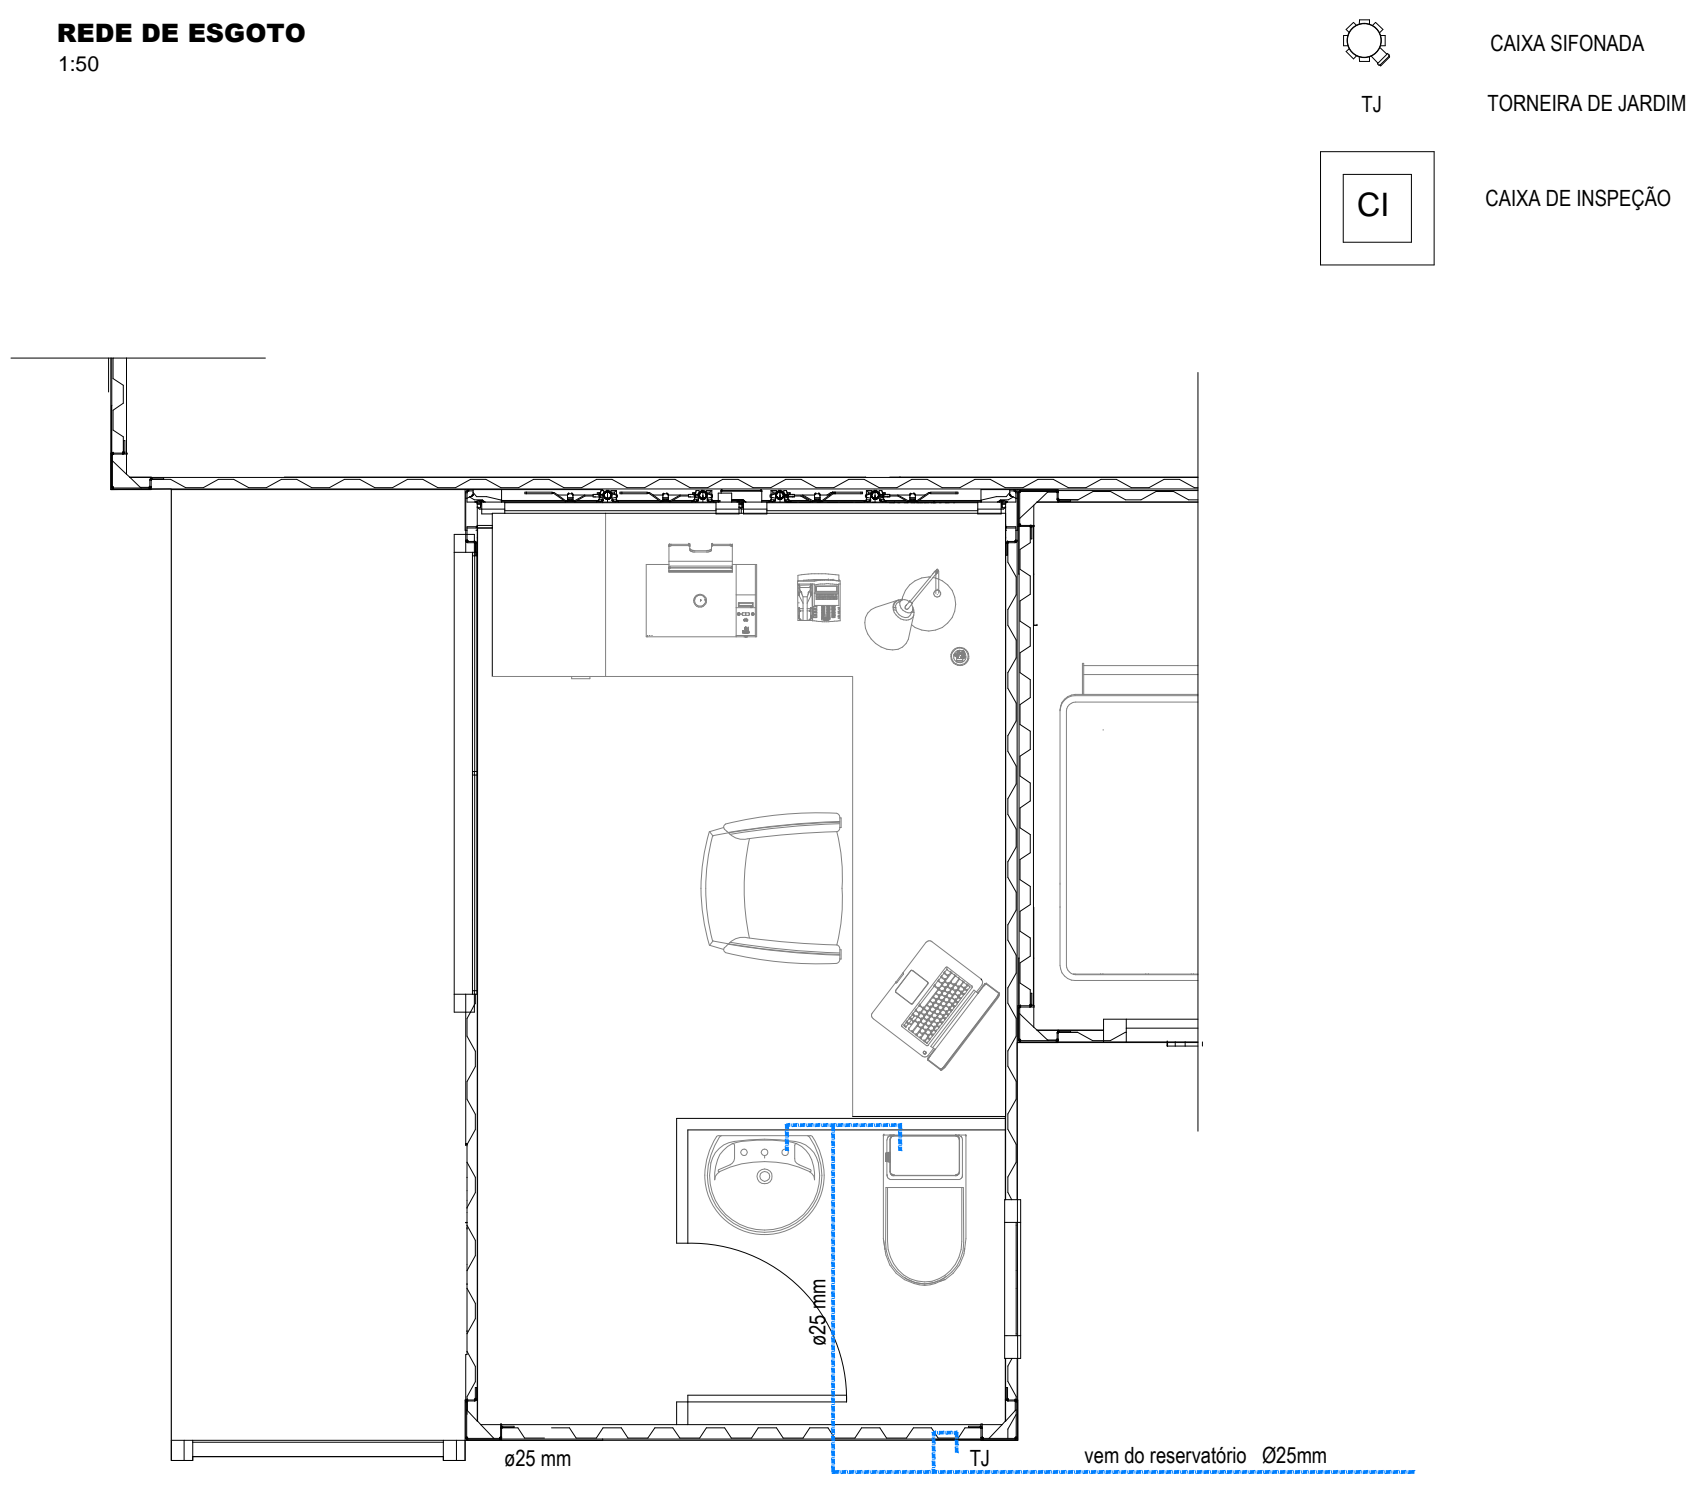 REDE DE ESGOTO
1:50
CAIXA SIFONADA
TJ TORNEIRA DE JARDIM
CI CAIXA DE INSPEÇÃO
ø25 mm
ø25 mm
TJ
vem do reservatório Ø25mm